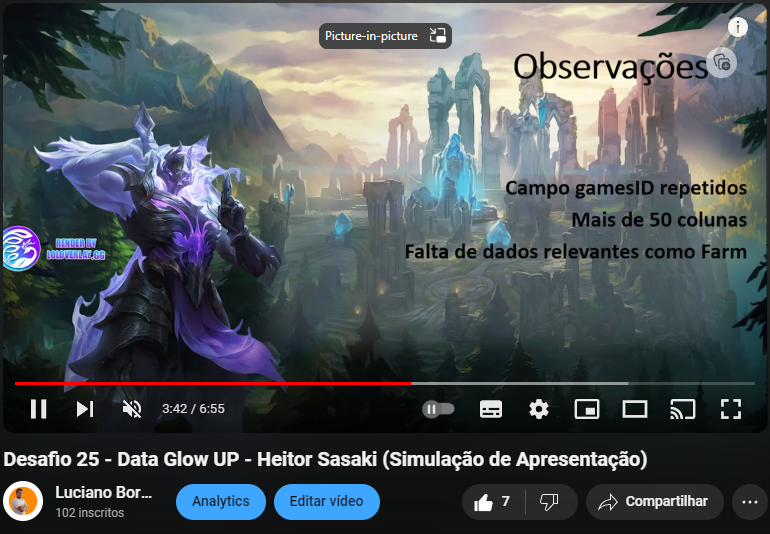 Picture-in-picture
Observações
Campo gamesID repetidos
Mais de 50 colunas
Falta de dados relevantes como Farm
RENDER BY
LOLOVERLAY.GG
3:42 / 6:55
Desafio 25 - Data Glow UP - Heitor Sasaki (Simulação de Apresentação)
Luciano Bor...
102 inscritos
Analytics
Editar vídeo
7
Compartilhar